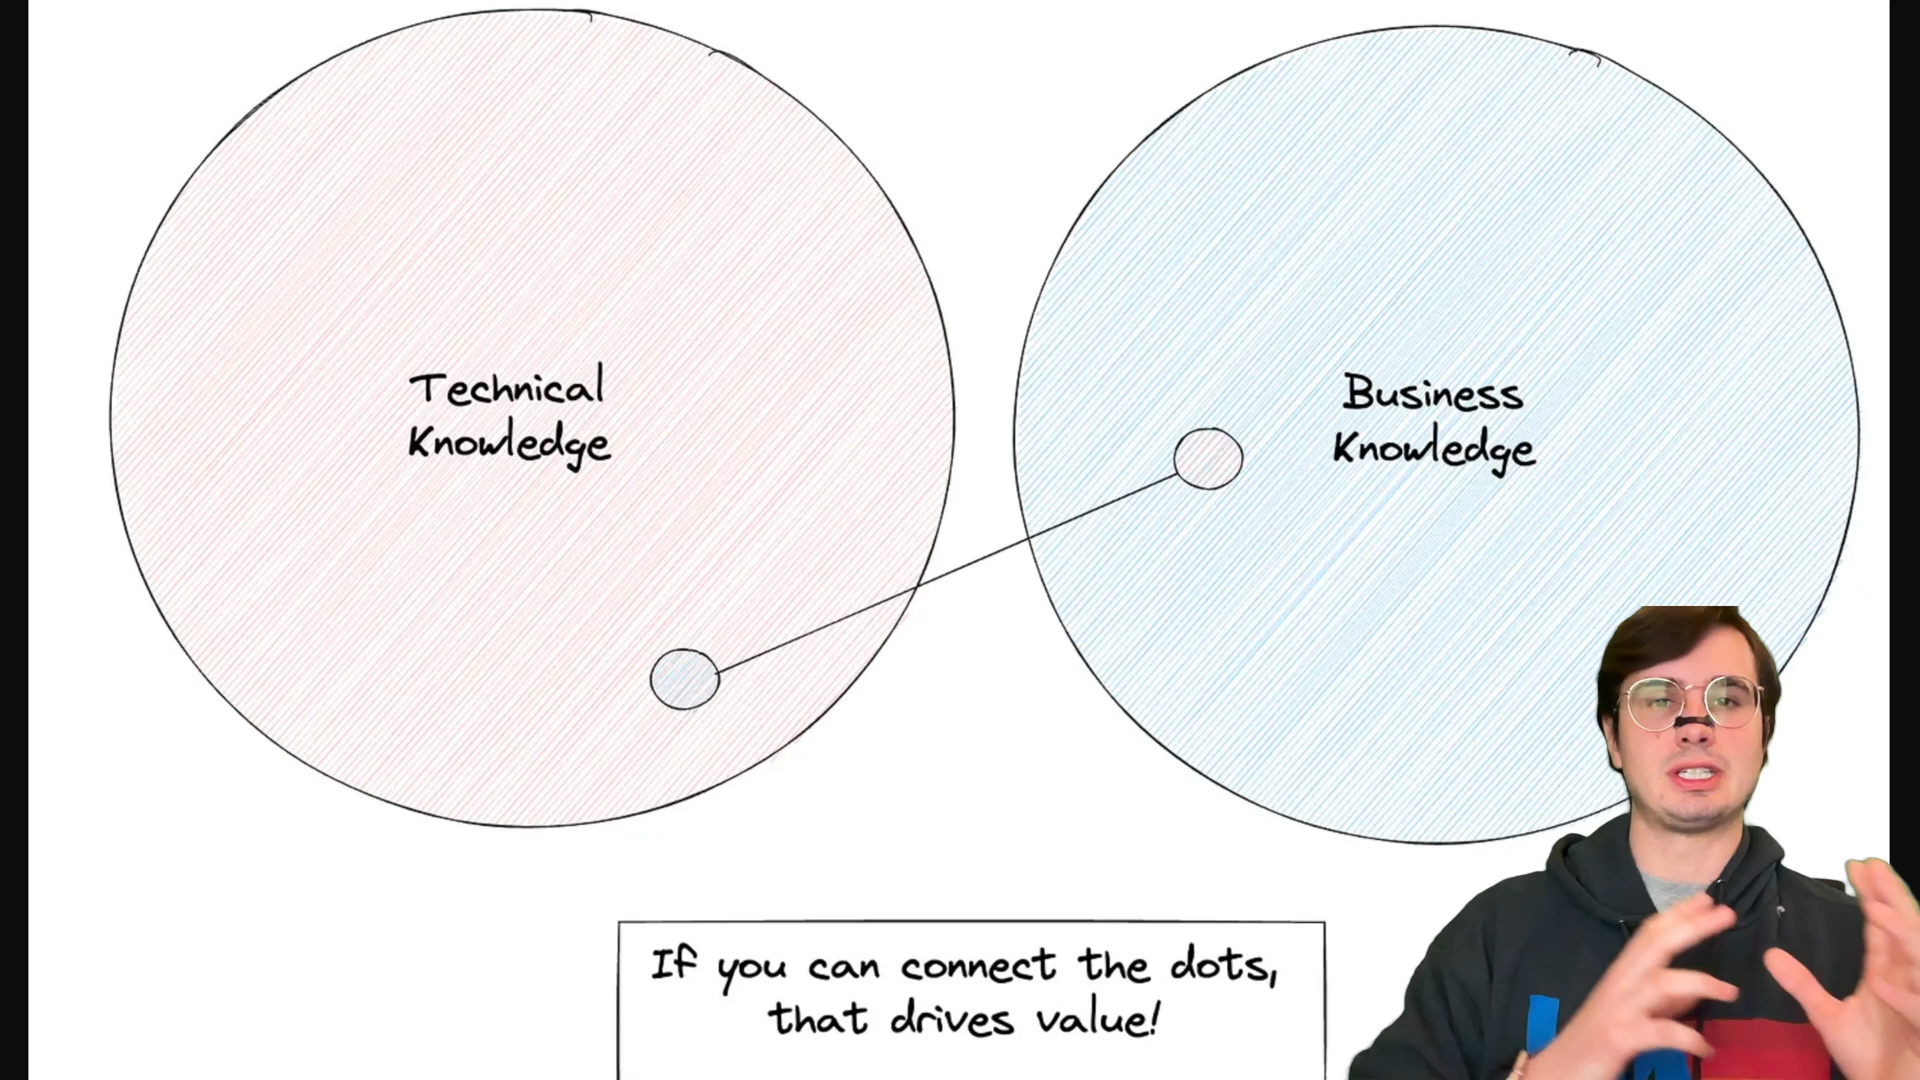 Technical
Knowledge
Business
Knowledge
If you can connect the dots,
that drives value!